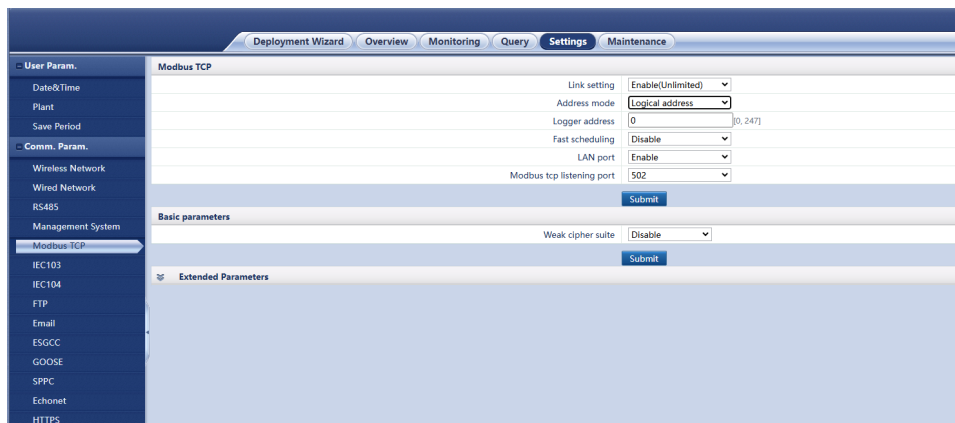 Deployment Wizard Overview Monitoring Query Settings Maintenance
User Param.
Date&Time
Plant
Save Period
Comm. Param.
Wireless Network
Wired Network
RS485
Management System
Modbus TCP
IEC103
IEC104
FTP
Email
ESGCC
GOOSE
SPPC
Echonet
HTTPS
Modbus TCP
Link setting Enable(Unlimited)
Address mode Logical address
Logger address 0 [0, 247]
Fast scheduling Disable
LAN port Enable
Modbus tcp listening port 502
Submit
Basic parameters
Weak cipher suite Disable
Submit
Extended Parameters